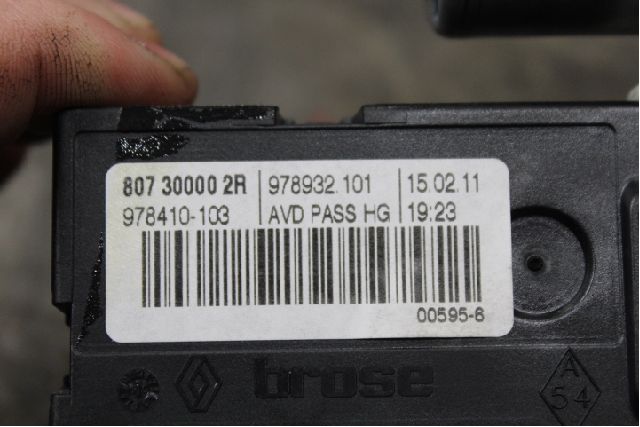 807 30000 2R 978932.101 15.02.11
978410-103 AVD PASS HG 19:23
00595-6
brose
A
54